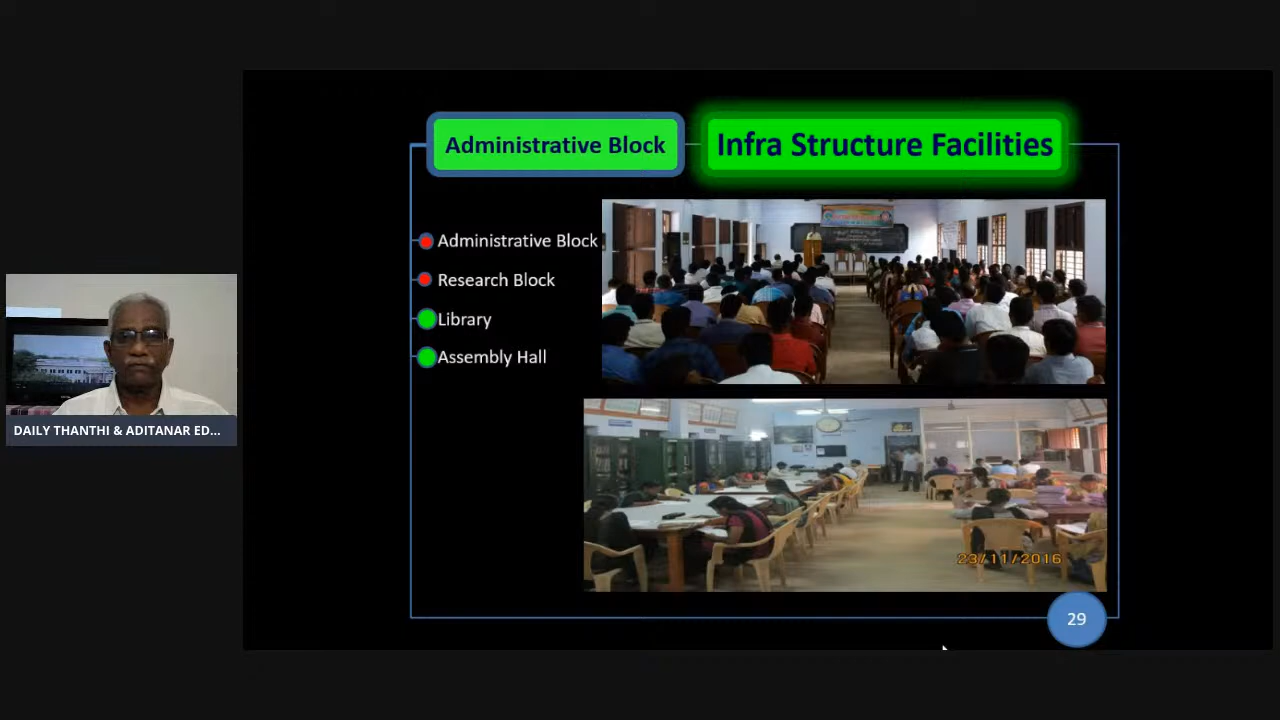 Administrative Block
Infra Structure Facilities
Administrative Block
Research Block
Library
Assembly Hall
DAILY THANTHI & ADITANAR ED...
23/11/2016
29